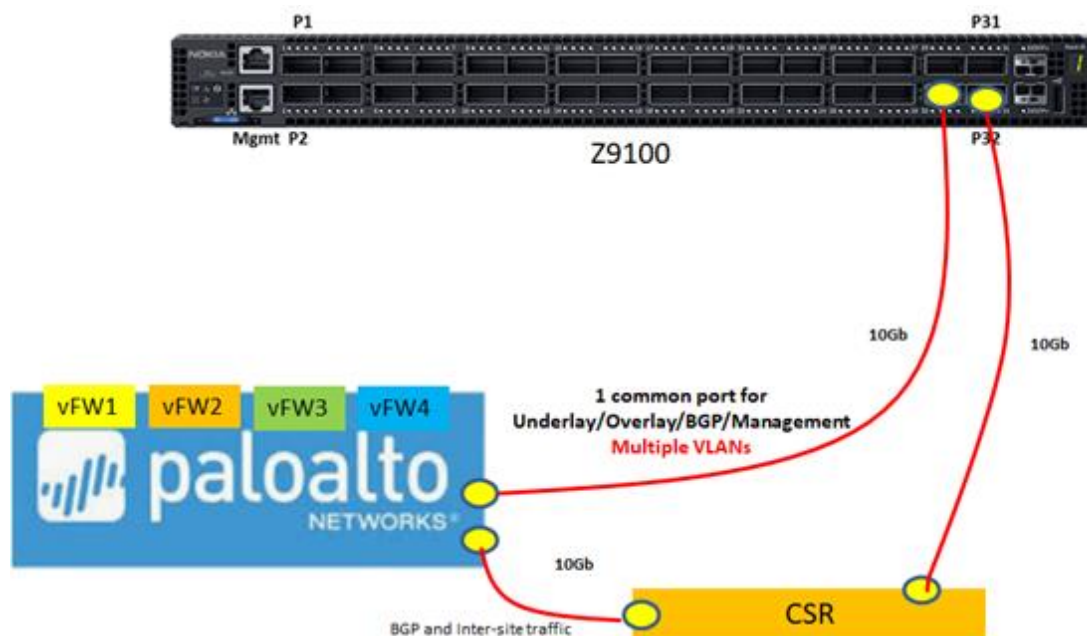 P1
P31
NOKIA
Mgmt P2
P32
Z9100
10Gb
10Gb
1 common port for
Underlay/Overlay/BGP/Management
Multiple VLANs
vFW1
vFW2
vFW3
vFW4
paloalto
NETWORKS®
10Gb
CSR
BGP and Inter-site traffic